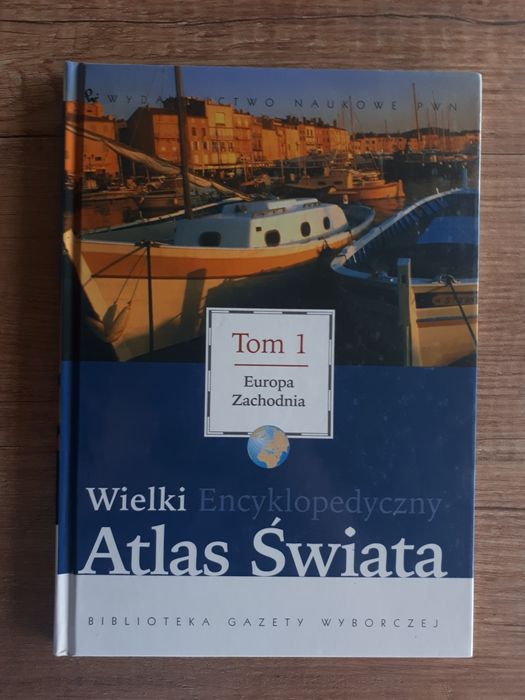 WYDAWNICTWO NAUKOWE PWN
Tom 1
Europa
Zachodnia
Wielki Encyklopedyczny
Atlas Świata
BIBLIOTEKA GAZETY WYBORCZEJ